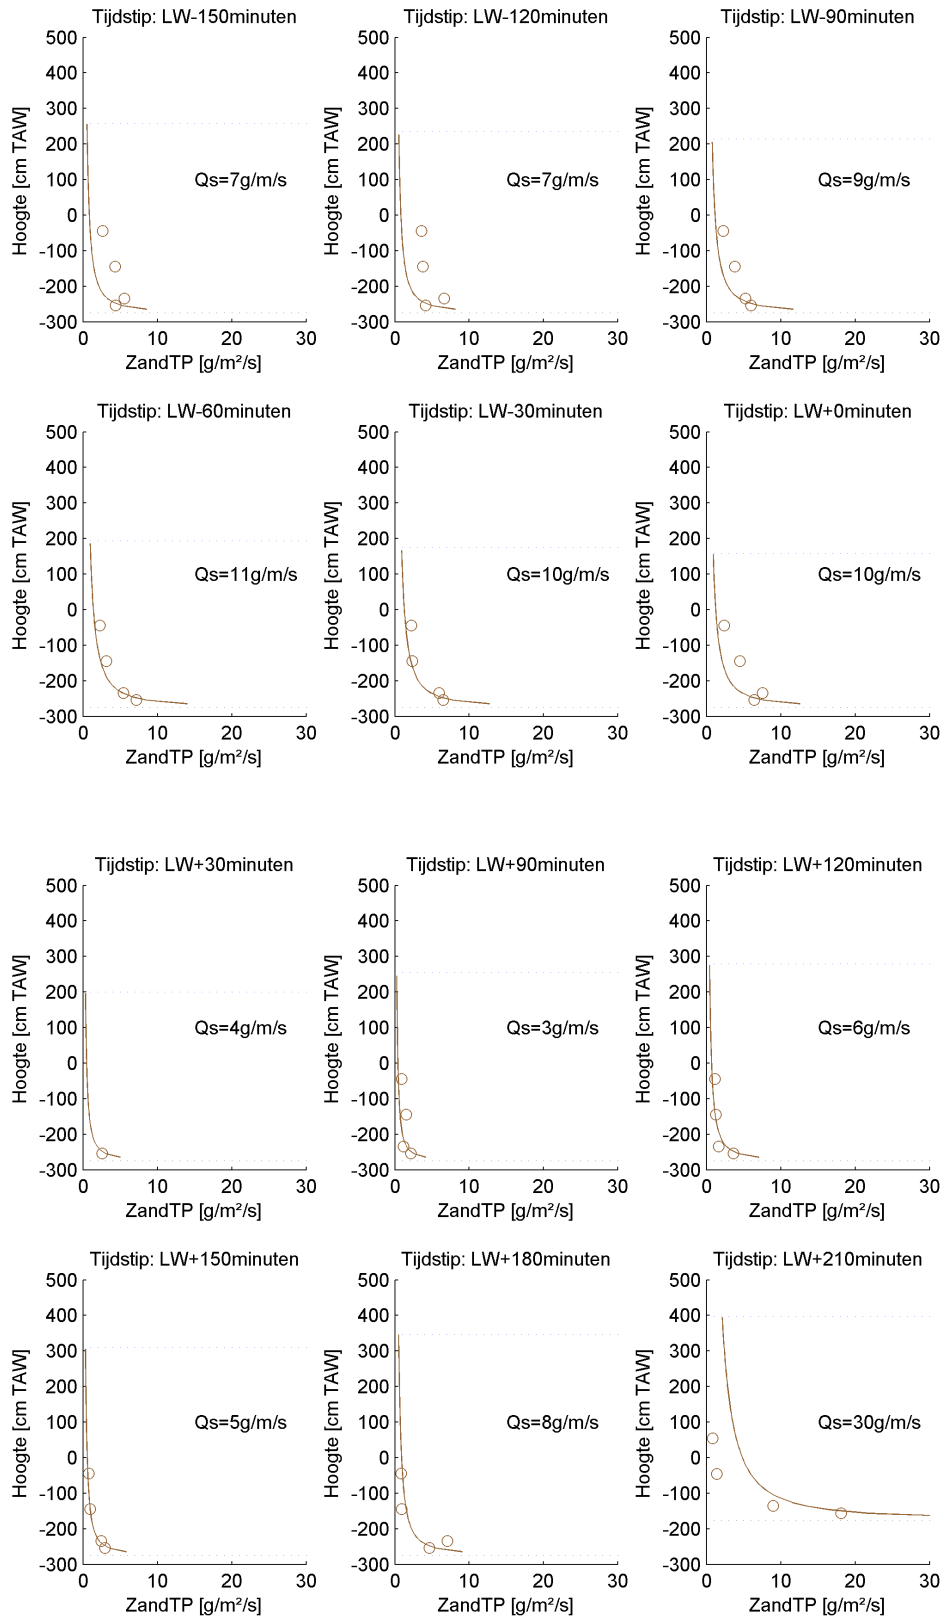 Tijdstip: LW-150minuten
500
400
300
200
100
0
-100
-200
-300
Hoogte [cm TAW]
Qs=7g/m/s
0 10 20 30
ZandTP [g/m²/s]
Tijdstip: LW-120minuten
500
400
300
200
100
0
-100
-200
-300
Hoogte [cm TAW]
Qs=7g/m/s
0 10 20 30
ZandTP [g/m²/s]
Tijdstip: LW-90minuten
500
400
300
200
100
0
-100
-200
-300
Hoogte [cm TAW]
Qs=9g/m/s
0 10 20 30
ZandTP [g/m²/s]
Tijdstip: LW-60minuten
500
400
300
200
100
0
-100
-200
-300
Hoogte [cm TAW]
Qs=11g/m/s
0 10 20 30
ZandTP [g/m²/s]
Tijdstip: LW-30minuten
500
400
300
200
100
0
-100
-200
-300
Hoogte [cm TAW]
Qs=10g/m/s
0 10 20 30
ZandTP [g/m²/s]
Tijdstip: LW+0minuten
500
400
300
200
100
0
-100
-200
-300
Hoogte [cm TAW]
Qs=10g/m/s
0 10 20 30
ZandTP [g/m²/s]
Tijdstip: LW+30minuten
500
400
300
200
100
0
-100
-200
-300
Hoogte [cm TAW]
Qs=4g/m/s
0 10 20 30
ZandTP [g/m²/s]
Tijdstip: LW+90minuten
500
400
300
200
100
0
-100
-200
-300
Hoogte [cm TAW]
Qs=3g/m/s
0 10 20 30
ZandTP [g/m²/s]
Tijdstip: LW+120minuten
500
400
300
200
100
0
-100
-200
-300
Hoogte [cm TAW]
Qs=6g/m/s
0 10 20 30
ZandTP [g/m²/s]
Tijdstip: LW+150minuten
500
400
300
200
100
0
-100
-200
-300
Hoogte [cm TAW]
Qs=5g/m/s
0 10 20 30
ZandTP [g/m²/s]
Tijdstip: LW+180minuten
500
400
300
200
100
0
-100
-200
-300
Hoogte [cm TAW]
Qs=8g/m/s
0 10 20 30
ZandTP [g/m²/s]
Tijdstip: LW+210minuten
500
400
300
200
100
0
-100
-200
-300
Hoogte [cm TAW]
Qs=30g/m/s
0 10 20 30
ZandTP [g/m²/s]